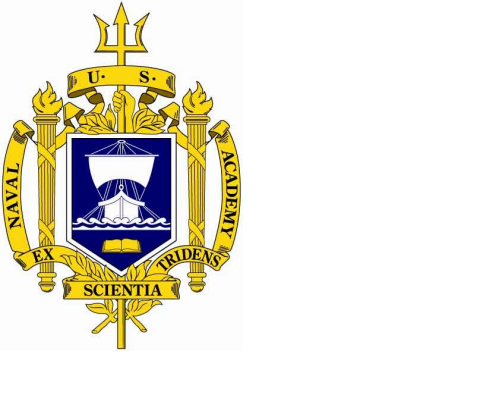 U. S.
NAVAL
ACADEMY
EX
SCIENTIA
TRIDENS